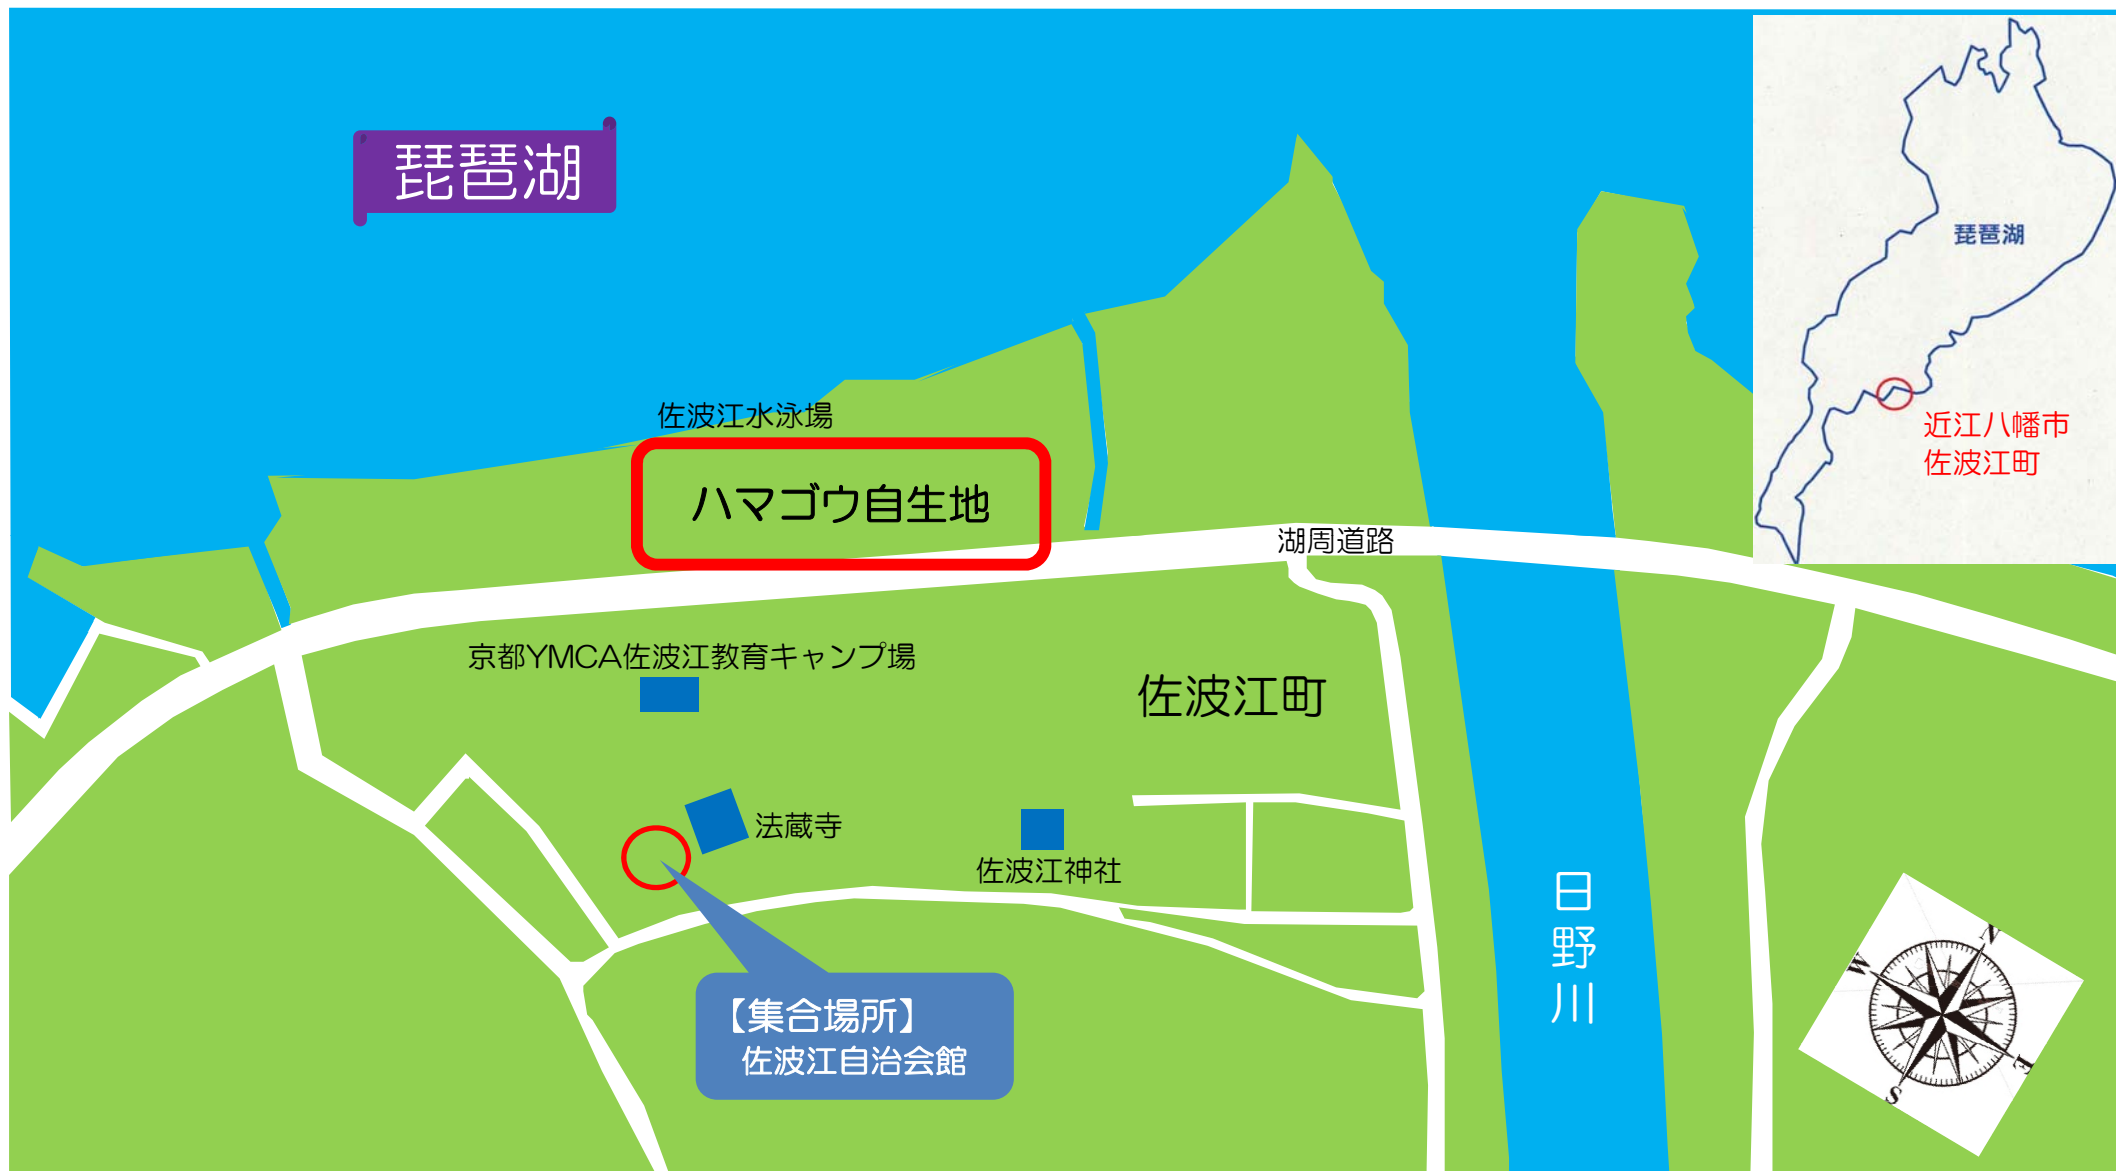 琵琶湖
琵琶湖
近江八幡市
佐波江町
佐波江水泳場
ハマゴウ自生地
湖周道路
京都YMCA佐波江教育キャンプ場
佐波江町
法蔵寺
佐波江神社
日野川
【集合場所】
佐波江自治会館
N
W
E
S